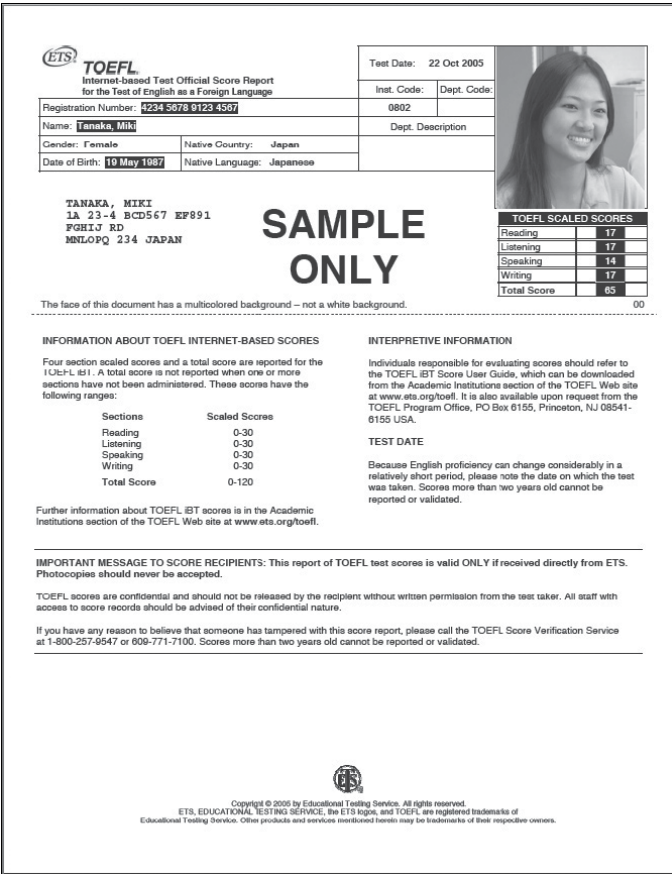 ETS
TOEFL
Internet-based Test Official Score Report
for the Test of English as a Foreign Language
Test Date: 22 Oct 2005
Inst. Code: Dept. Code:
0802
Registration Number: 4234 5678 9123 4567
Name: Tanaka, Miki
Dept. Description
Gender: Female Native Country: Japan
Date of Birth: 19 May 1987 Native Language: Japanese
TANAKA, MIKI
1A 23-4 BCD567 EF891
FGHIJ RD
MNLOPQ 234 JAPAN
SAMPLE
ONLY
TOEFL SCALED SCORES
Reading 17
Listening 17
Speaking 14
Writing 17
Total Score 65
The face of this document has a multicolored background – not a white background.
00
INFORMATION ABOUT TOEFL INTERNET-BASED SCORES
Four section scaled scores and a total score are reported for the
TOEFL iBT. A total score is not reported when one or more
sections have not been administered. These scores have the
following ranges:
Sections Scaled Scores
Reading 0-30
Listening 0-30
Speaking 0-30
Writing 0-30
Total Score 0-120
Further information about TOEFL iBT scores is in the Academic
Institutions section of the TOEFL Web site at www.ets.org/toefl.
INTERPRETIVE INFORMATION
Individuals responsible for evaluating scores should refer to
the TOEFL iBT Score User Guide, which can be downloaded
from the Academic Institutions section of the TOEFL Web site
at www.ets.org/toefl. It is also available upon request from the
TOEFL Program Office, PO Box 6155, Princeton, NJ 08541-
6155 USA.
TEST DATE
Because English proficiency can change considerably in a
relatively short period, please note the date on which the test
was taken. Scores more than two years old cannot be
reported or validated.
IMPORTANT MESSAGE TO SCORE RECIPIENTS: This report of TOEFL test scores is valid ONLY if received directly from ETS.
Photocopies should never be accepted.
TOEFL scores are confidential and should not be released by the recipient without written permission from the test taker. All staff with
access to score records should be advised of their confidential nature.
If you have any reason to believe that someone has tampered with this score report, please call the TOEFL Score Verification Service
at 1-800-257-9547 or 609-771-7100. Scores more than two years old cannot be reported or validated.
ETS
Copyright © 2005 by Educational Testing Service. All rights reserved.
ETS, EDUCATIONAL TESTING SERVICE, the ETS logos, and TOEFL are registered trademarks of
Educational Testing Service. Other products and services mentioned herein may be trademarks of their respective owners.